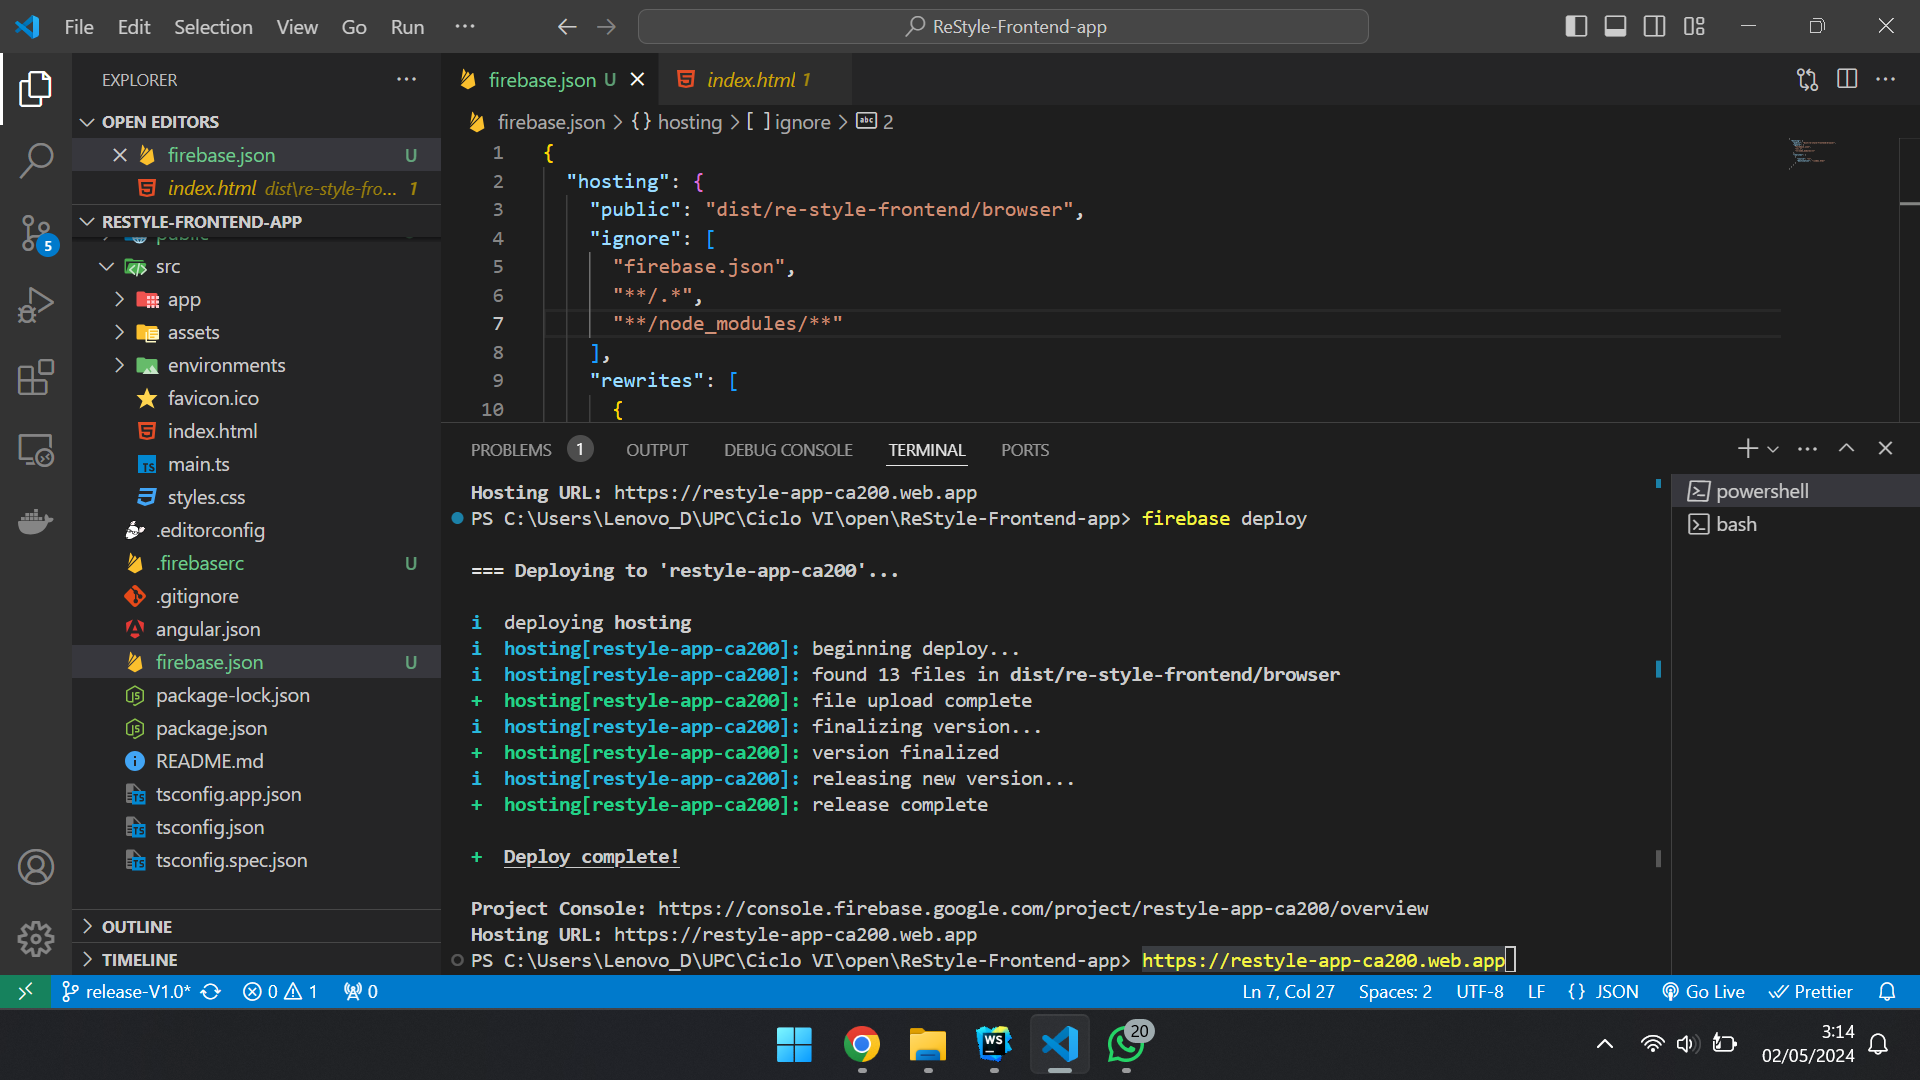 File Edit Selection View Go Run ···
ReStyle-Frontend-app
EXPLORER
OPEN EDITORS
firebase.json U
index.html dist\re-style-fro... 1
RESTYLE-FRONTEND-APP
public
src
app
assets
environments
favicon.ico
index.html
main.ts
styles.css
.editorconfig
.firebaserc U
.gitignore
angular.json
firebase.json U
package-lock.json
package.json
README.md
tsconfig.app.json
tsconfig.json
tsconfig.spec.json
OUTLINE
TIMELINE
5
firebase.json U
index.html 1
firebase.json > {} hosting > [ ] ignore > abc 2
1 {
2 "hosting": {
3 "public": "dist/re-style-frontend/browser",
4 "ignore": [
5 "firebase.json",
6 "**/.*",
7 "**/node_modules/**"
8 ],
9 "rewrites": [
10 {
PROBLEMS 1 OUTPUT DEBUG CONSOLE TERMINAL PORTS
Hosting URL: https://restyle-app-ca200.web.app
PS C:\Users\Lenovo_D\UPC\Ciclo VI\open\ReStyle-Frontend-app> firebase deploy
=== Deploying to 'restyle-app-ca200'...
i deploying hosting
i hosting[restyle-app-ca200]: beginning deploy...
i hosting[restyle-app-ca200]: found 13 files in dist/re-style-frontend/browser
+ hosting[restyle-app-ca200]: file upload complete
i hosting[restyle-app-ca200]: finalizing version...
+ hosting[restyle-app-ca200]: version finalized
i hosting[restyle-app-ca200]: releasing new version...
+ hosting[restyle-app-ca200]: release complete
+ Deploy complete!
Project Console: https://console.firebase.google.com/project/restyle-app-ca200/overview
Hosting URL: https://restyle-app-ca200.web.app
PS C:\Users\Lenovo_D\UPC\Ciclo VI\open\ReStyle-Frontend-app> https://restyle-app-ca200.web.app
powershell
bash
release-V1.0* 0 1 0
Ln 7, Col 27 Spaces: 2 UTF-8 LF {} JSON Go Live Prettier
WS
20
3:14
02/05/2024